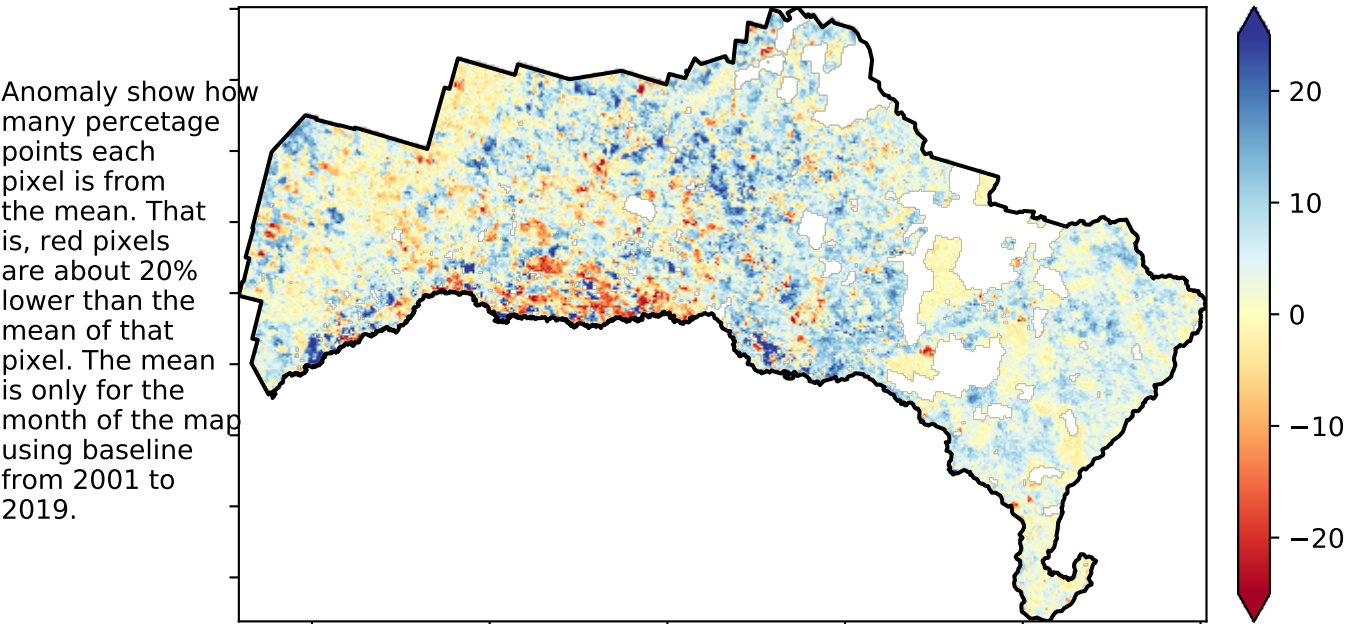 Anomaly show how
many percetage
points each
pixel is from
the mean. That
is, red pixels
are about 20%
lower than the
mean of that
pixel. The mean
is only for the
month of the map
using baseline
from 2001 to
2019.
20
10
0
−10
−20